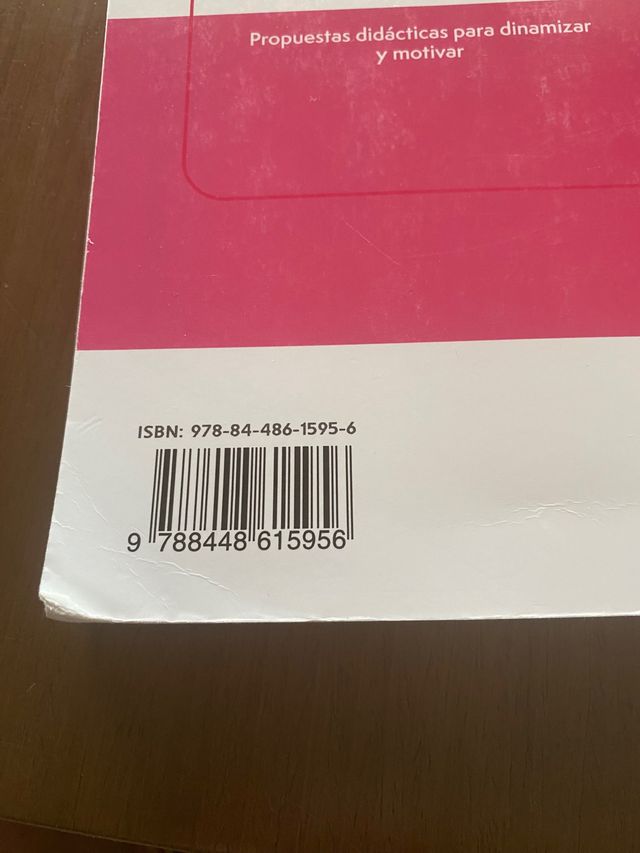 Propuestas didácticas para dinamizar
y motivar
ISBN: 978-84-486-1595-6
9 788448 615956